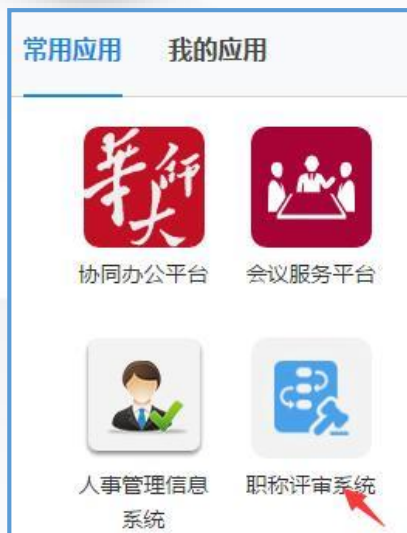 常用应用 我的应用
華师大
协同办公平台 会议服务平台
人事管理信息 职称评审系统
系统